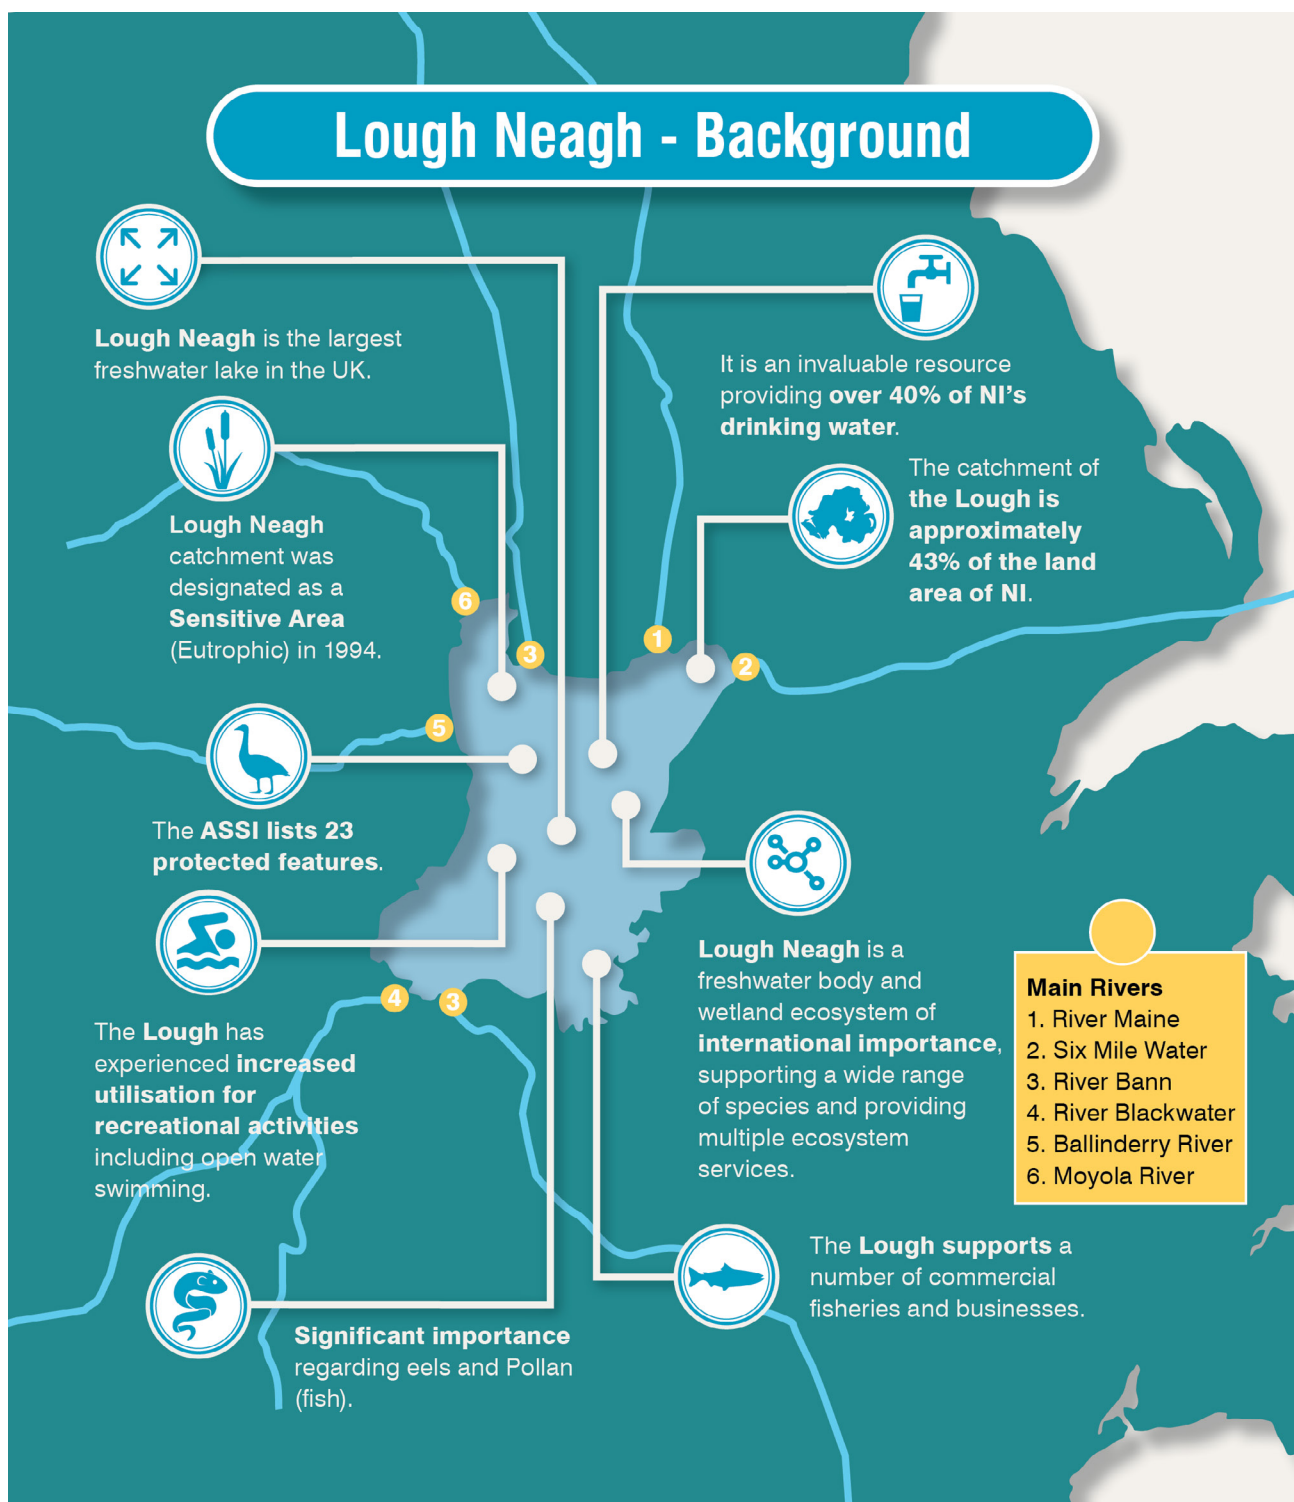 Lough Neagh - Background
Lough Neagh is the largest
freshwater lake in the UK.
It is an invaluable resource
providing over 40% of NI's
drinking water.
The catchment of
the Lough is
approximately
43% of the land
area of NI.
Lough Neagh
catchment was
designated as a
Sensitive Area
(Eutrophic) in 1994.
6
3
1
2
5
The ASSI lists 23
protected features.
4
3
The Lough has
experienced increased
utilisation for
recreational activities
including open water
swimming.
Lough Neagh is a
freshwater body and
wetland ecosystem of
international importance,
supporting a wide range
of species and providing
multiple ecosystem
services.
Main Rivers
1. River Maine
2. Six Mile Water
3. River Bann
4. River Blackwater
5. Ballinderry River
6. Moyola River
The Lough supports a
number of commercial
fisheries and businesses.
Significant importance
regarding eels and Pollan
(fish).